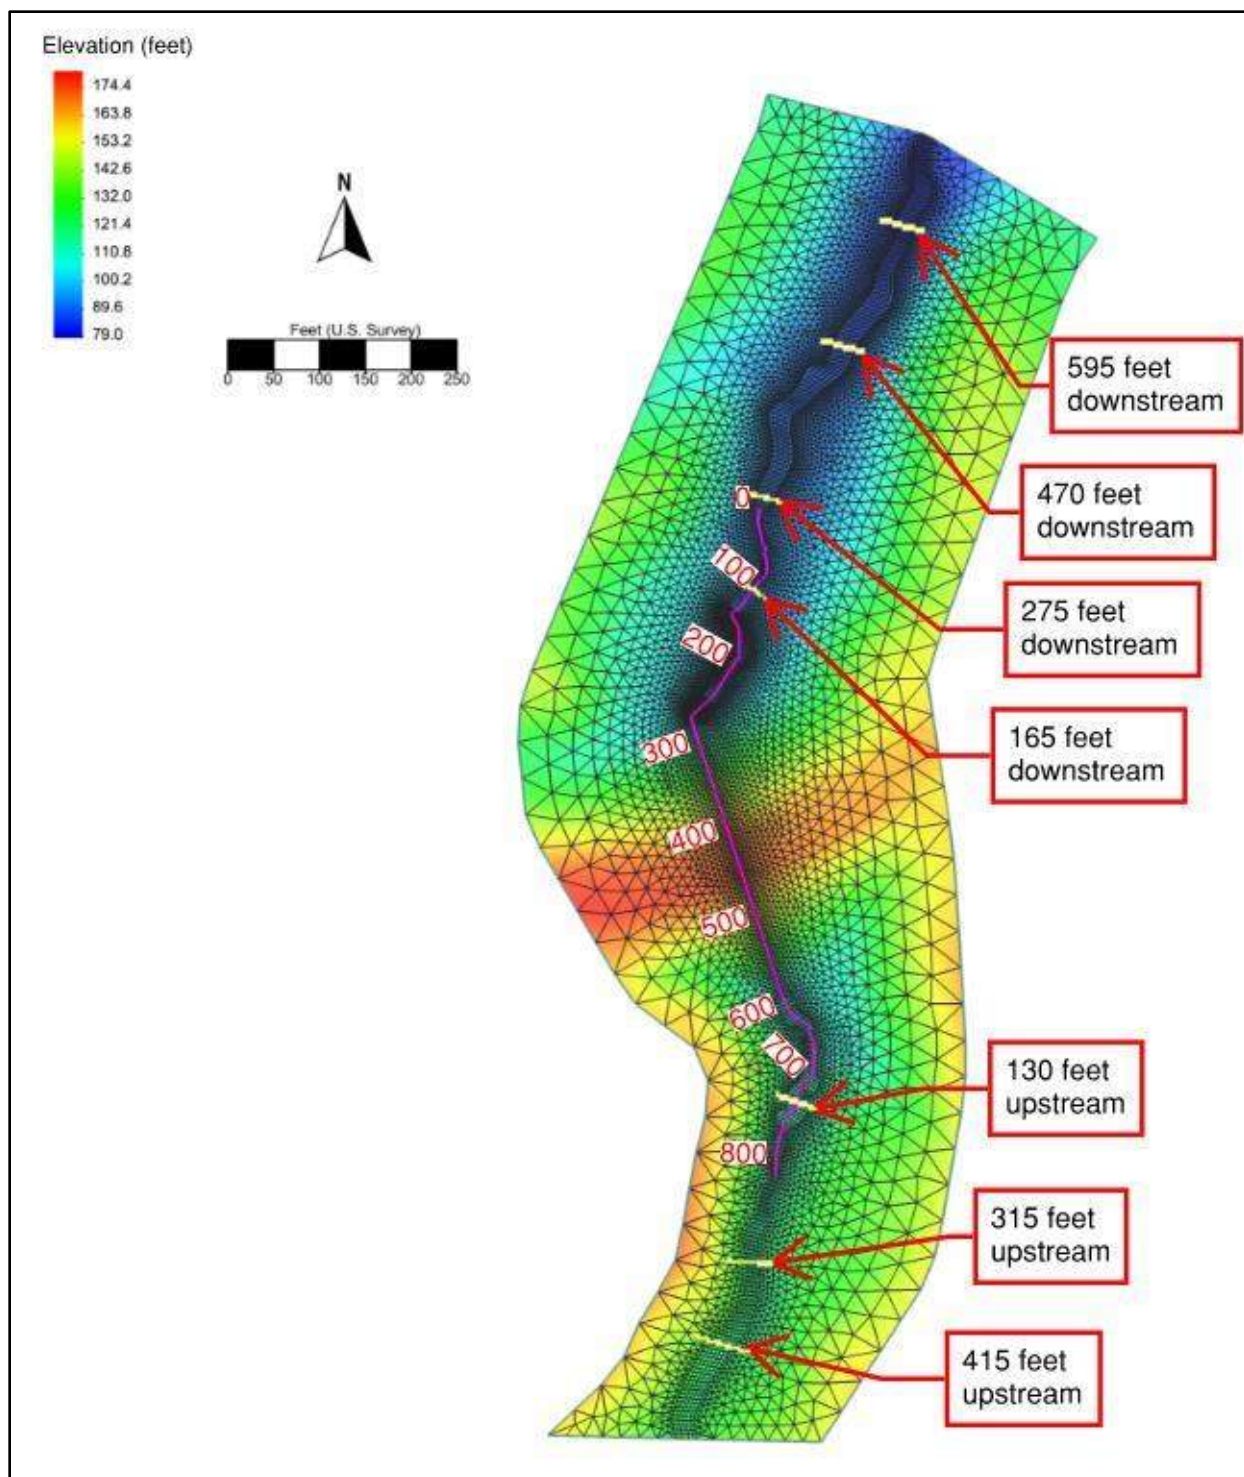 Elevation (feet)
174.4
163.8
153.2
142.6
132.0
121.4
110.8
100.2
89.6
79.0
N
Feet (U.S. Survey)
0 50 100 150 200 250
595 feet
downstream
470 feet
downstream
0
275 feet
downstream
100
200
165 feet
downstream
300
400
500
600
700
130 feet
upstream
800
315 feet
upstream
415 feet
upstream